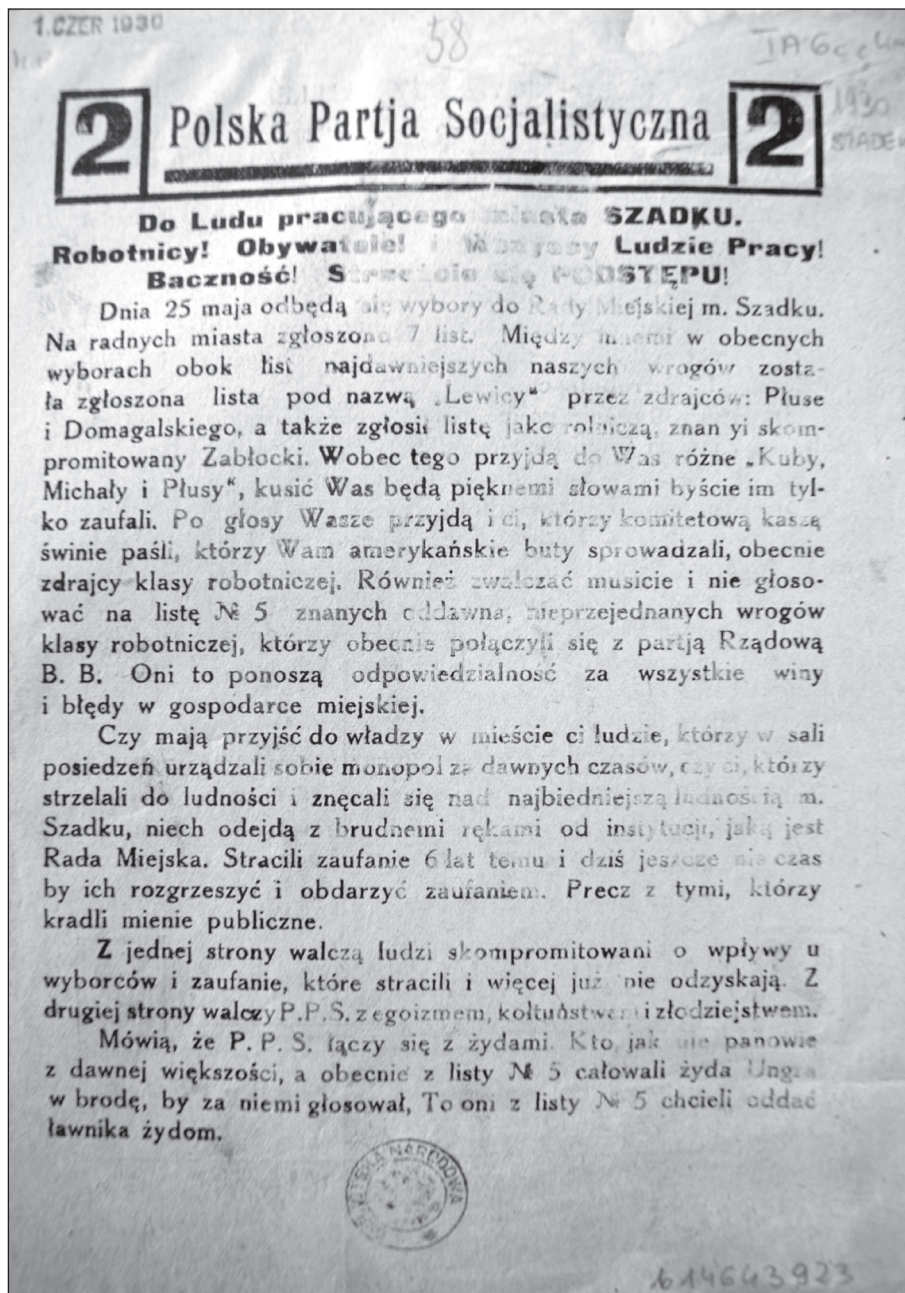 1. CZER 1930
58
1930
2 Polska Partja Socjalistyczna 2
Do Ludu pracującego miasta SZADKU.
Robotnicy! Obywatele! i Wszyscy Ludzie Pracy!
Baczność! Strzeżcie się PODSTĘPU!
Dnia 25 maja odbędą się wybory do Rady Miejskiej m. Szadku.
Na radnych miasta zgłoszono 7 list. Między innemi w obecnych
wyborach obok list najdawniejszych naszych wrogów zosta-
ła zgłoszona lista pod nazwą „Lewicy“ przez zdrajców: Płuse
i Domagalskiego, a także zgłosił listę jako rolniczą, znan yi skom-
promitowany Zabłocki. Wobec tego przyjdą do Was różne „Kuby,
Michały i Płusy“, kusić Was będą pięknemi słowami byście im tyl-
ko zaufali. Po głosy Wasze przyjdą i ci, którzy komitetową kaszę
świnie paśli, którzy Wam amerykańskie buty sprowadzali, obecnie
zdrajcy klasy robotniczej. Również zwalczać musicie i nie głoso-
wać na listę № 5 znanych oddawna, nieprzejednanych wrogów
klasy robotniczej, którzy obecnie połączyli się z partją Rządową
B. B. Oni to ponoszą odpowiedzialność za wszystkie winy
i błędy w gospodarce miejskiej.
Czy mają przyjść do władzy w mieście ci ludzie, którzy w sali
posiedzeń urządzali sobie monopol za dawnych czasów, czy ci, którzy
strzelali do ludności i znęcali się nad najbiedniejszą ludnością m.
Szadku, niech odejdą z brudnemi rękami od instytucji, jaką jest
Rada Miejska. Stracili zaufanie 6 lat temu i dziś jeszcze nie czas
by ich rozgrzeszyć i obdarzyć zaufaniem. Precz z tymi, którzy
kradli mienie publiczne.
Z jednej strony walczą ludzi skompromitowani o wpływy u
wyborców i zaufanie, które stracili i więcej już nie odzyskają. Z
drugiej strony walczy P.P.S. z egoizmem, kołtuństwem i złodziejstwem.
Mówią, że P. P. S. łączy się z żydami. Kto, jak nie panowie
z dawnej większości, a obecnie z listy № 5 całowali żyda Ungra
w brodę, by za niemi głosował, To oni z listy № 5 chcieli oddać
ławnika żydom.
NARODOWA
614643923